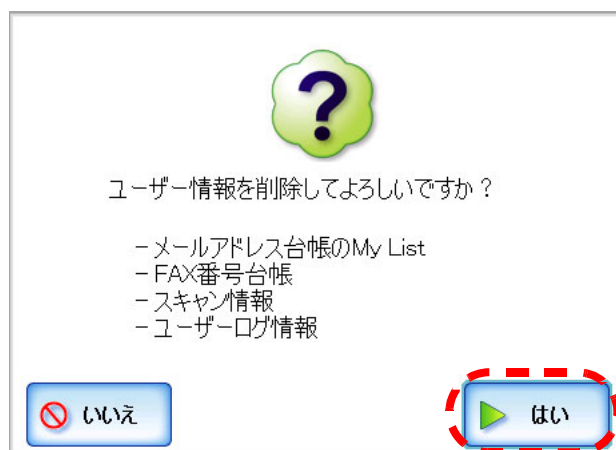 ユーザー情報を削除してよろしいですか？
－メールアドレス台帳のMy List
－FAX番号台帳
－スキャン情報
－ユーザーログ情報
いいえ
はい